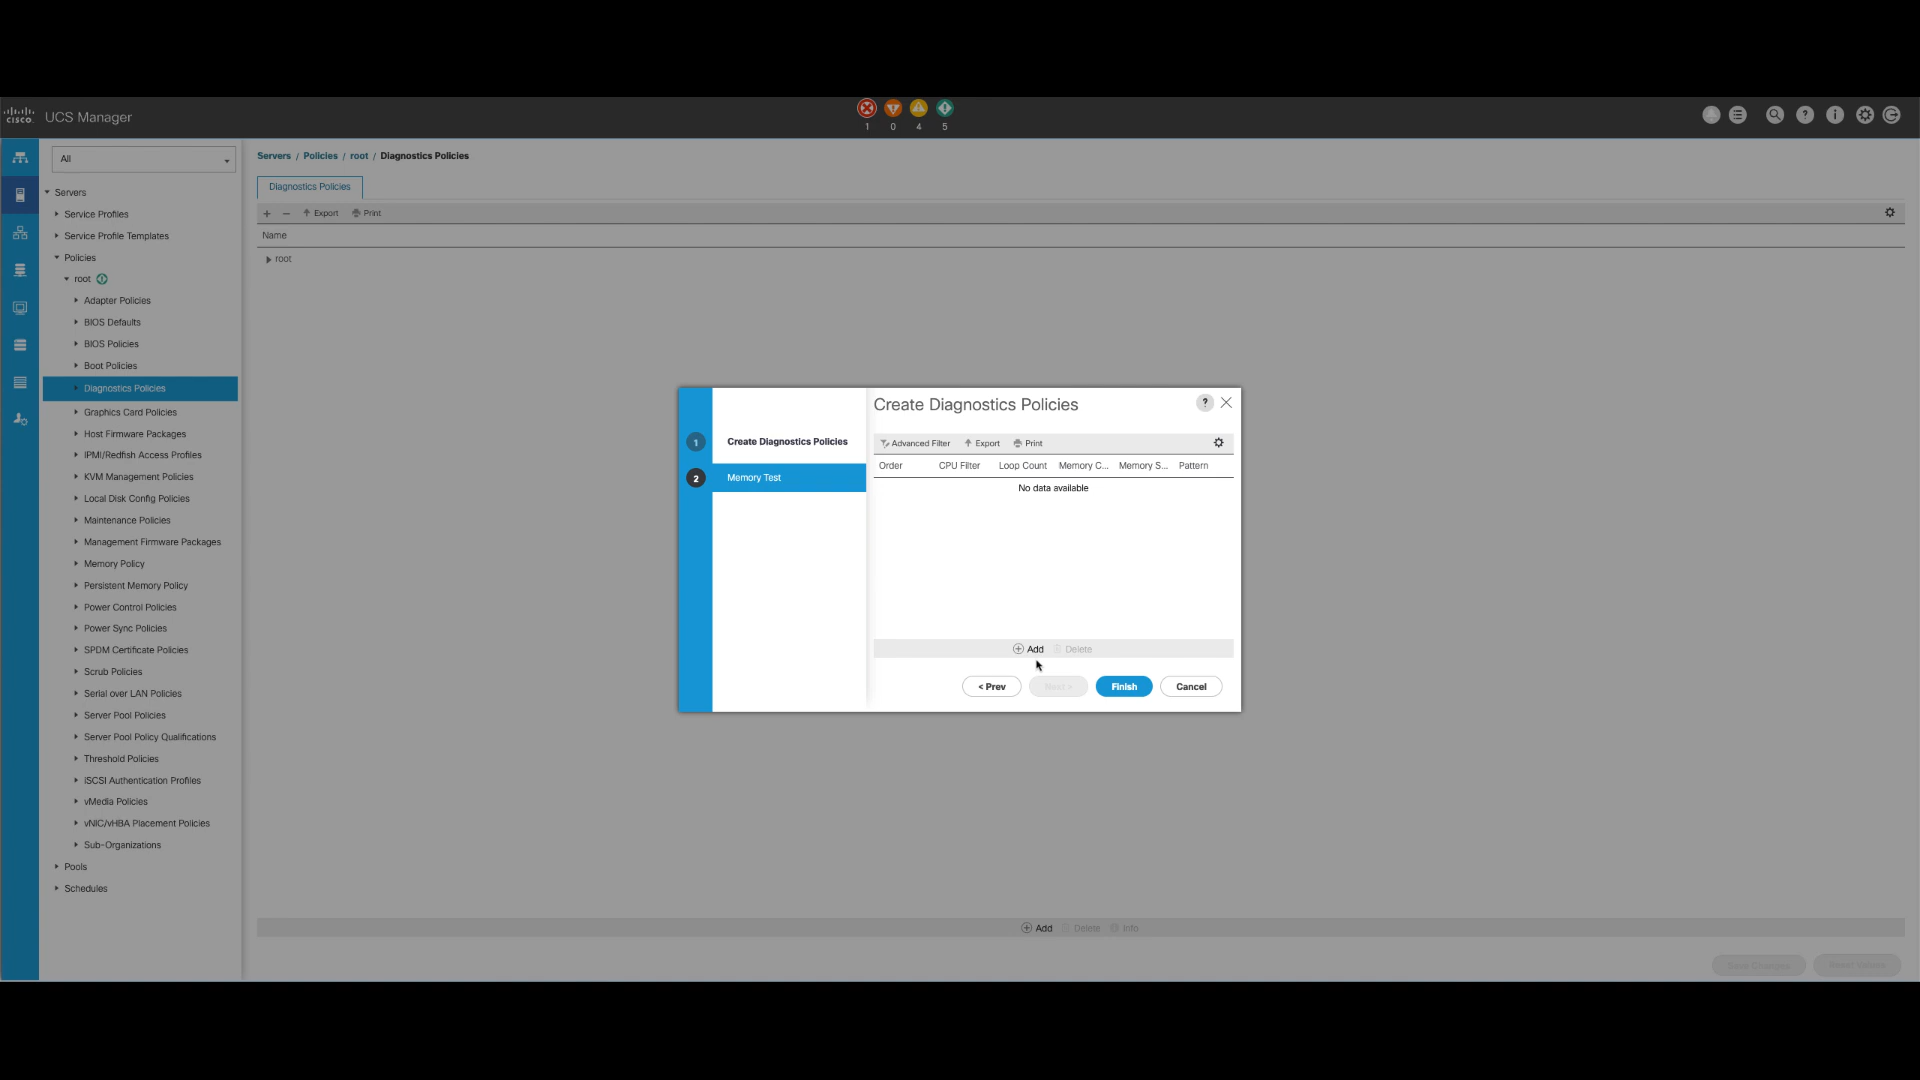 cisco UCS Manager
1 0 4 5
All
Servers / Policies / root / Diagnostics Policies
Servers
Service Profiles
Service Profile Templates
Policies
root
Adapter Policies
BIOS Defaults
BIOS Policies
Boot Policies
Diagnostics Policies
Graphics Card Policies
Host Firmware Packages
IPMI/Redfish Access Profiles
KVM Management Policies
Local Disk Config Policies
Maintenance Policies
Management Firmware Packages
Memory Policy
Persistent Memory Policy
Power Control Policies
Power Sync Policies
SPDM Certificate Policies
Scrub Policies
Serial over LAN Policies
Server Pool Policies
Server Pool Policy Qualifications
Threshold Policies
iSCSI Authentication Profiles
vMedia Policies
vNIC/vHBA Placement Policies
Sub-Organizations
Pools
Schedules
Diagnostics Policies
+ − Export Print
Name
root
Create Diagnostics Policies ?
1 Create Diagnostics Policies
2 Memory Test
Advanced Filter Export Print
Order CPU Filter Loop Count Memory C... Memory S... Pattern
No data available
Add Delete
< Prev Next > Finish Cancel
Add Delete Info
Save Changes Reset Values